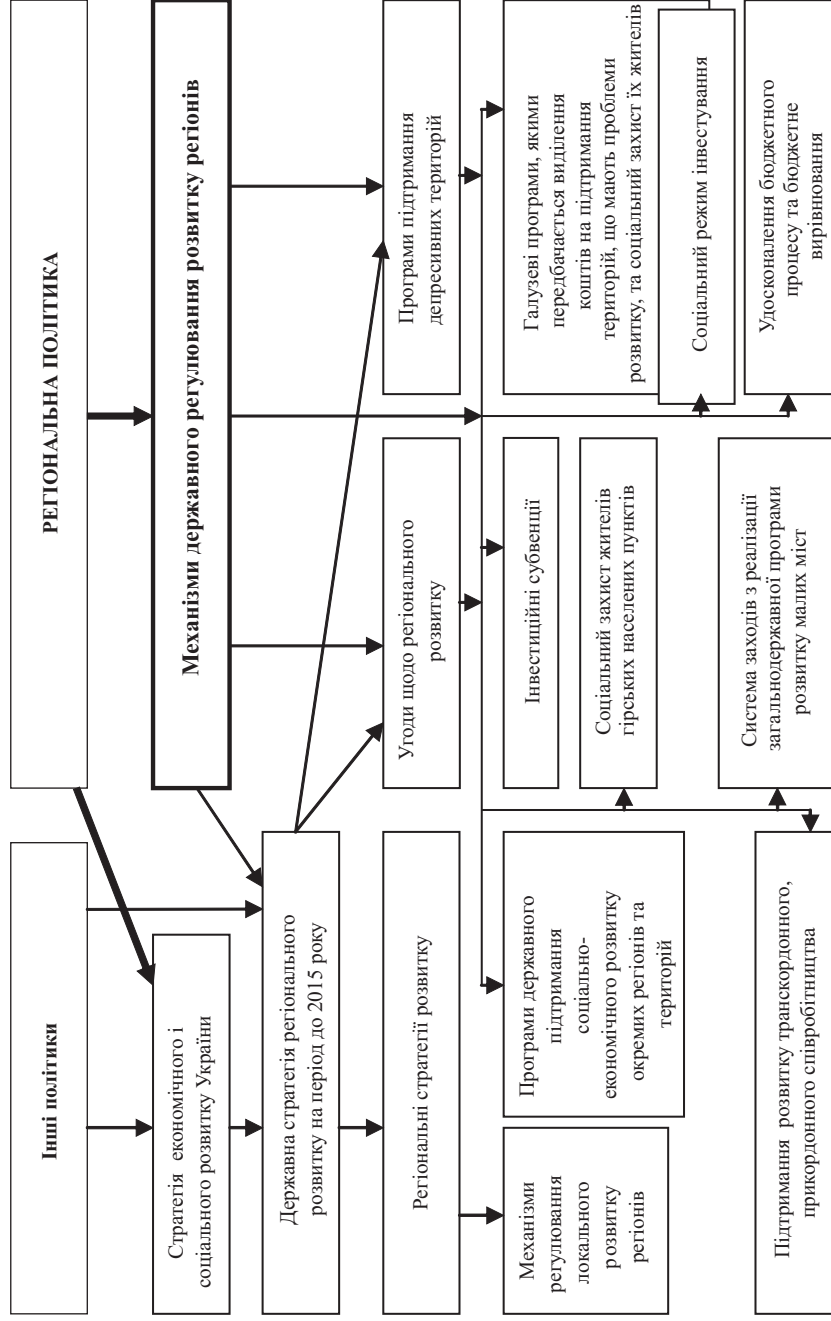 Інші політики
РЕГІОНАЛЬНА ПОЛІТИКА
Стратегія економічного і
соціального розвитку України
Механізми державного регулювання розвитку регіонів
Державна стратегія регіонального
розвитку на період до 2015 року
Регіональні стратегії розвитку
Угоди щодо регіонального
розвитку
Програми підтримання
депресивних територій
Механізми
регулювання
локального
розвитку
регіонів
Програми державного
підтримання
соціально-
економічного розвитку
окремих регіонів та
територій
Інвестиційні субвенції
Галузеві програми, якими
передбачається виділення
коштів на підтримання
територій, що мають проблеми
розвитку, та соціальний захист їх жителів
Соціальний захист жителів
гірських населених пунктів
Соціальний режим інвестування
Підтримання розвитку транскордонного,
прикордонного співробітництва
Система заходів з реалізації
загальнодержавної програми
розвитку малих міст
Удосконалення бюджетного
процесу та бюджетне
вирівнювання